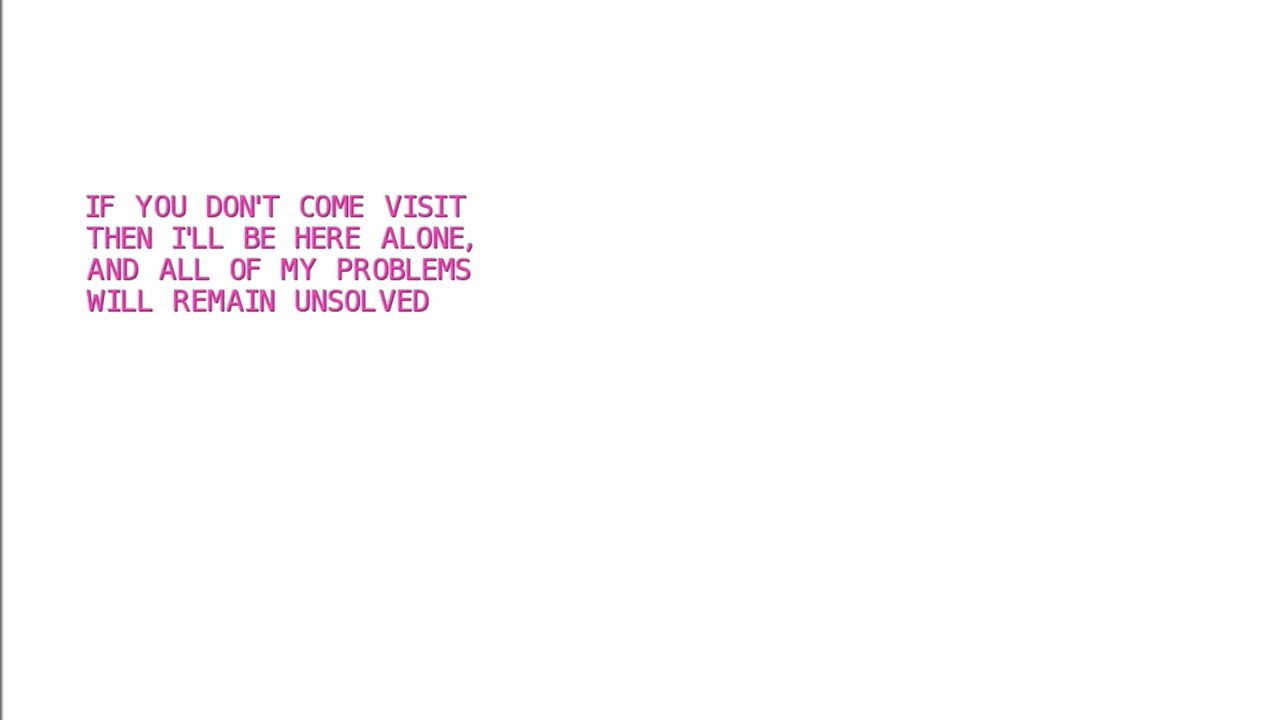 IF YOU DON'T COME VISIT
THEN I'LL BE HERE ALONE,
AND ALL OF MY PROBLEMS
WILL REMAIN UNSOLVED